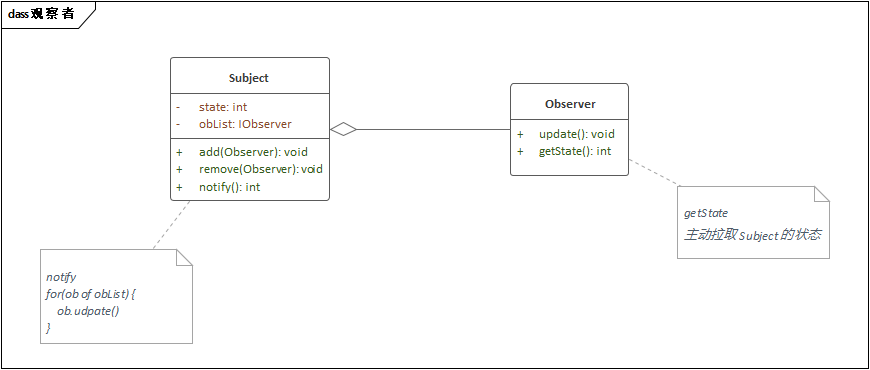 class 观察者
Subject
- state: int
- obList: IObserver
+ add(Observer): void
+ remove(Observer): void
+ notify(): int
Observer
+ update(): void
+ getState(): int
getState
主动拉取 Subject 的状态
notify
for(ob of obList) {
ob.udpate()
}